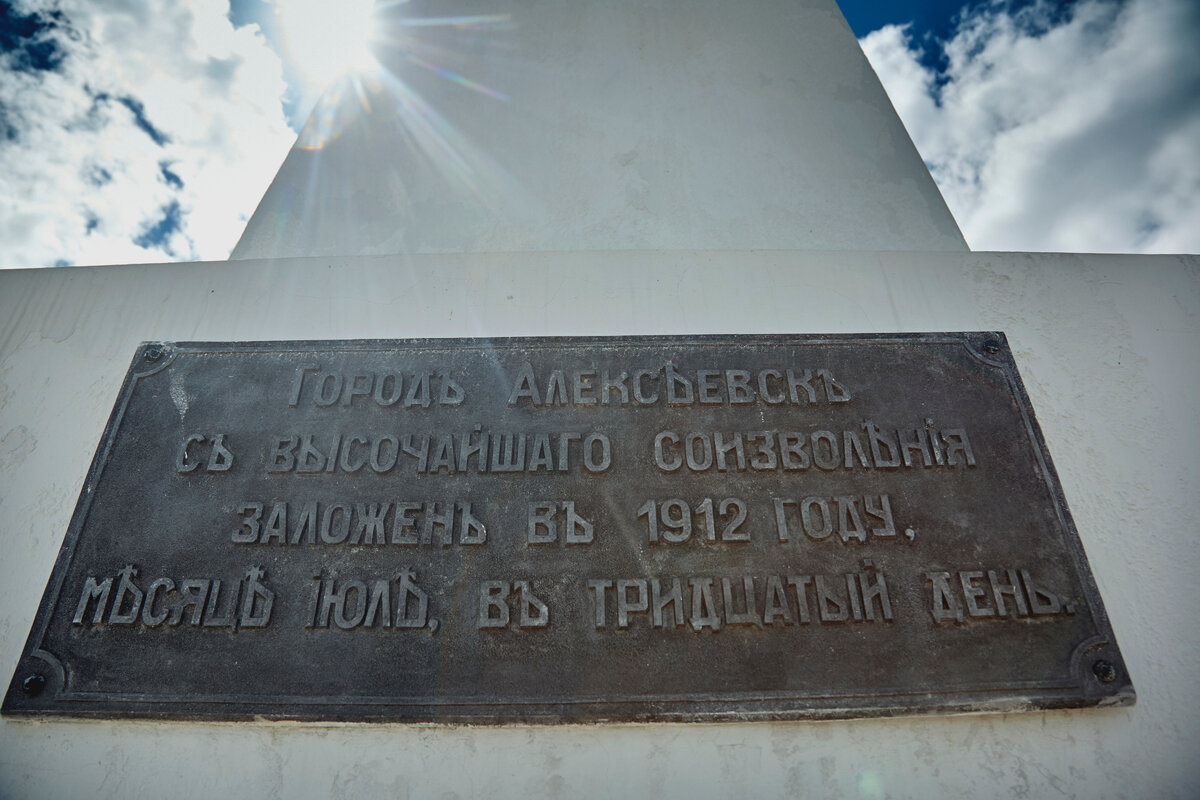 Городъ Алексѣевскъ
съ высочайшаго соизволѣнія
заложенъ въ 1912 году,
мѣсяцѣ іюлѣ, въ тридцатый день.